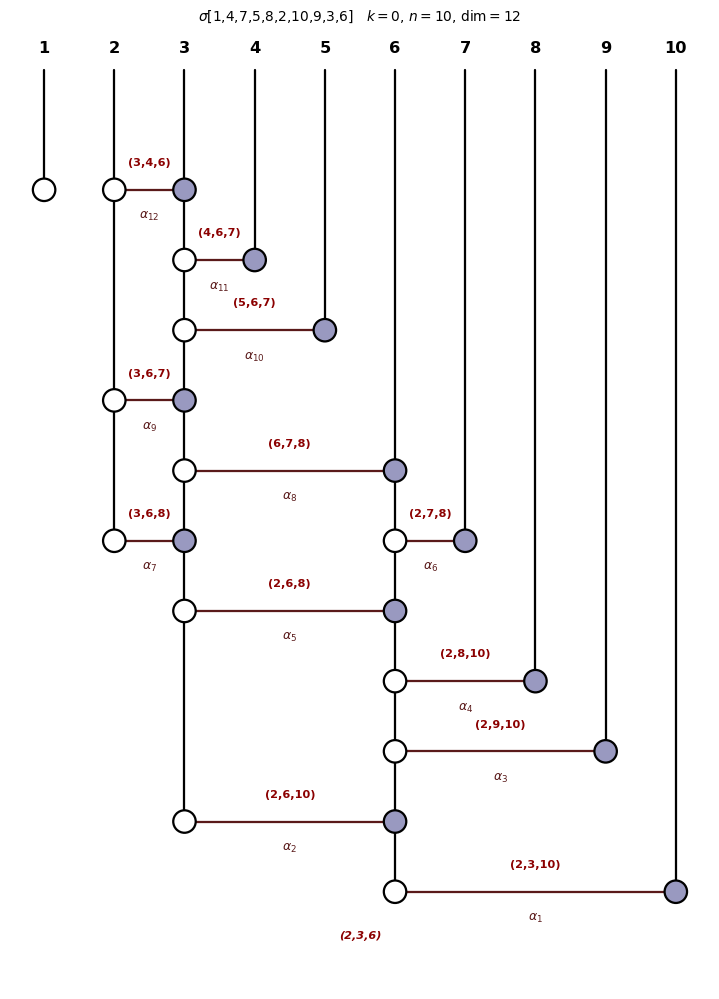 σ[1,4,7,5,8,2,10,9,3,6]   k = 0, n = 10, dim = 12
1 2 3 4 5 6 7 8 9 10
(3,4,6)
α₁₂
(4,6,7)
α₁₁
(5,6,7)
α₁₀
(3,6,7)
α₉
(6,7,8)
α₈
(3,6,8) (2,7,8)
α₇ α₆
(2,6,8)
α₅
(2,8,10)
α₄
(2,9,10)
α₃
(2,6,10)
α₂
(2,3,10)
α₁
(2,3,6)